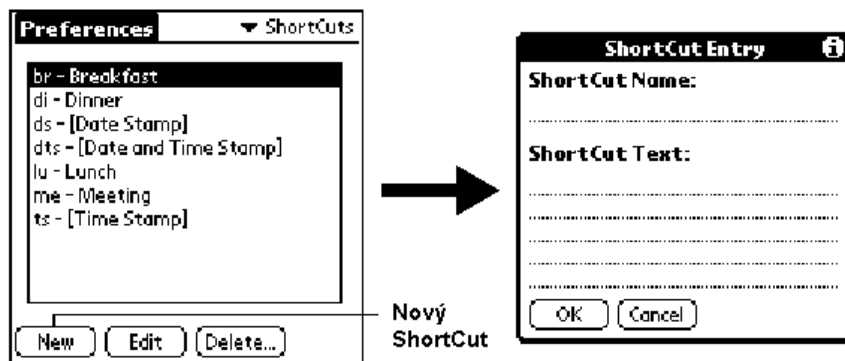 Preferences
ShortCuts
br - Breakfast
di - Dinner
ds - [Date Stamp]
dts - [Date and Time Stamp]
lu - Lunch
me - Meeting
ts - [Time Stamp]
New
Edit
Delete...
Nový
ShortCut
ShortCut Entry
i
ShortCut Name:
ShortCut Text:
OK
Cancel